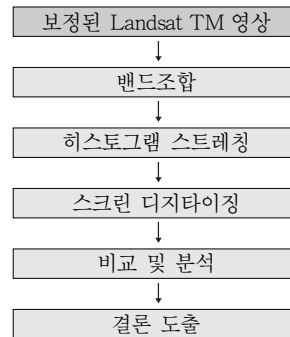 보정된 Landsat TM 영상
밴드조합
히스토그램 스트레칭
스크린 디지타이징
비교 및 분석
결론 도출